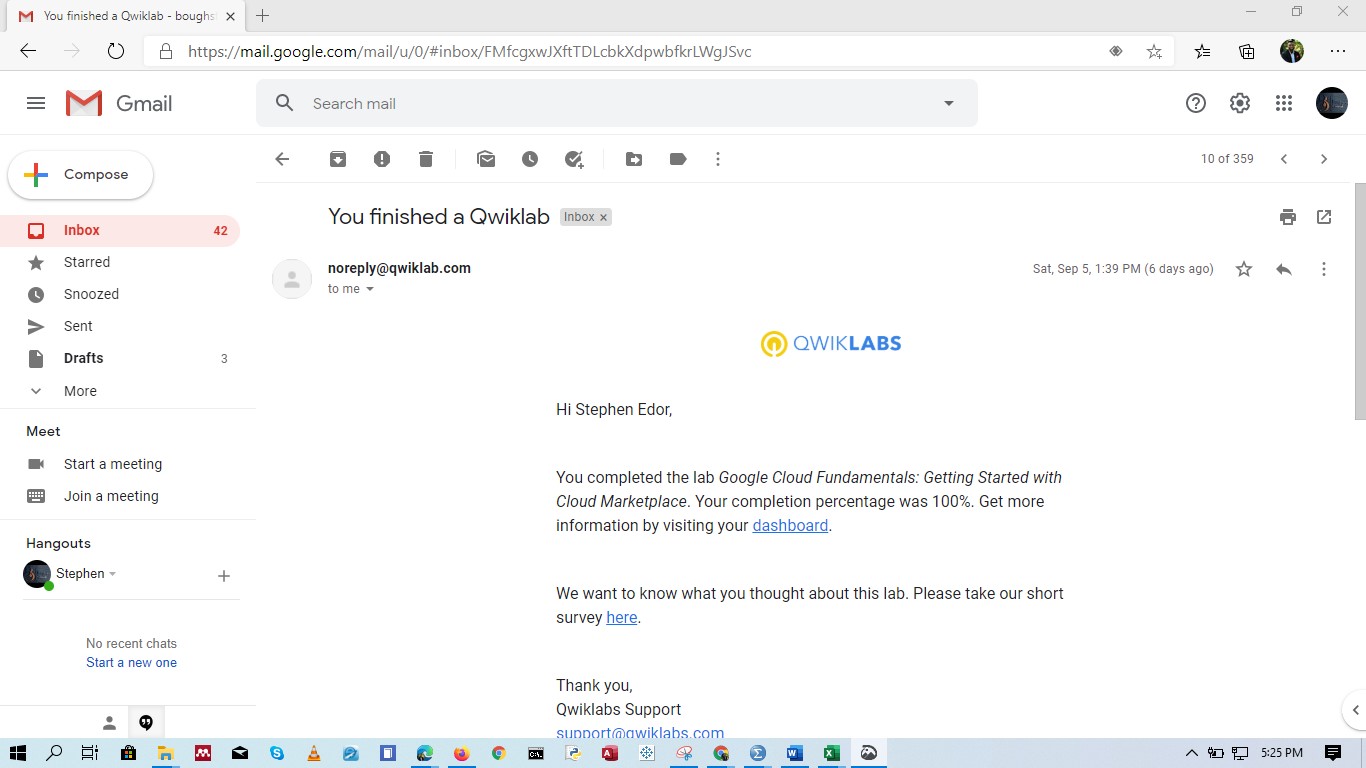 You finished a Qwiklab - boughs
https://mail.google.com/mail/u/0/#inbox/FMfcgxwJXftTDLcbkXdpwbfkrLWgJSvc
Gmail
Search mail
Compose
10 of 359
Inbox 42
Starred
Snoozed
Sent
Drafts 3
More
Meet
Start a meeting
Join a meeting
Hangouts
Stephen
No recent chats
Start a new one
You finished a Qwiklab Inbox x
noreply@qwiklab.com
Sat, Sep 5, 1:39 PM (6 days ago)
to me
QWIKLABS
Hi Stephen Edor,
You completed the lab Google Cloud Fundamentals: Getting Started with
Cloud Marketplace. Your completion percentage was 100%. Get more
information by visiting your dashboard.
We want to know what you thought about this lab. Please take our short
survey here.
Thank you,
Qwiklabs Support
support@qwiklabs.com
5:25 PM